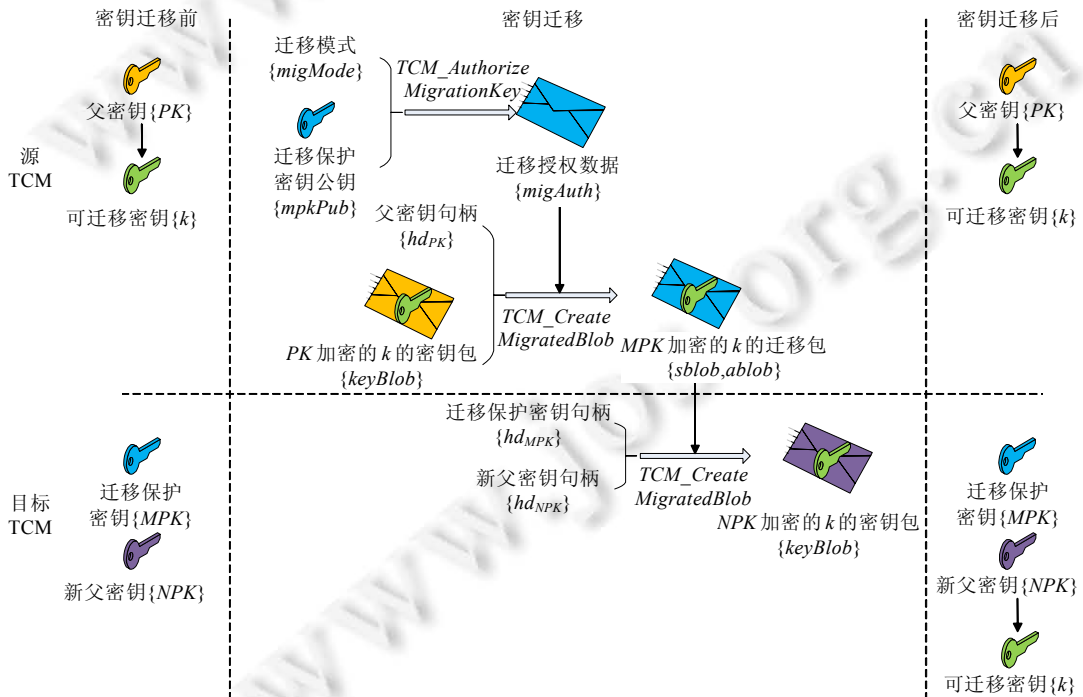 密钥迁移前
密钥迁移
密钥迁移后
源
TCM
父密钥{PK}
可迁移密钥{k}
迁移模式
{migMode}
迁移保护
密钥公钥
{mpkPub}
TCM_Authorize
MigrationKey
迁移授权数据
{migAuth}
父密钥句柄
{hdPK}
PK 加密的 k 的密钥包
{keyBlob}
TCM_Create
MigratedBlob
MPK 加密的 k 的迁移包
{sblob,ablob}
父密钥{PK}
可迁移密钥{k}
目标
TCM
迁移保护
密钥{MPK}
新父密钥{NPK}
迁移保护密钥句柄
{hdMPK}
新父密钥句柄
{hdNPK}
TCM_Create
MigratedBlob
NPK 加密的 k 的密钥包
{keyBlob}
迁移保护
密钥{MPK}
新父密钥{NPK}
可迁移密钥{k}
www.jos.org.cn